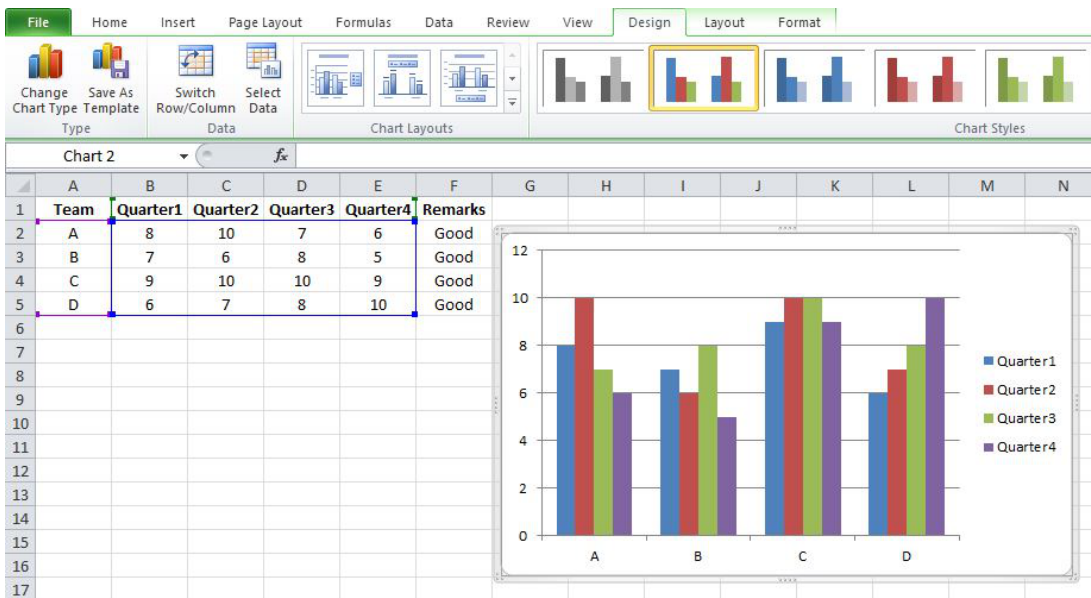 File Home Insert Page Layout Formulas Data Review View Design Layout Format
Change Chart Type
Save As Template
Switch Row/Column
Select Data
Type Data Chart Layouts Chart Styles
Chart 2 fx
A B C D E F G H I J K L M N
1 Team Quarter1 Quarter2 Quarter3 Quarter4 Remarks
2 A 8 10 7 6 Good
3 B 7 6 8 5 Good
4 C 9 10 10 9 Good
5 D 6 7 8 10 Good
6
7
8
9
10
11
12
13
14
15
16
17
12
10
8
6
4
2
0
A B C D
Quarter1
Quarter2
Quarter3
Quarter4